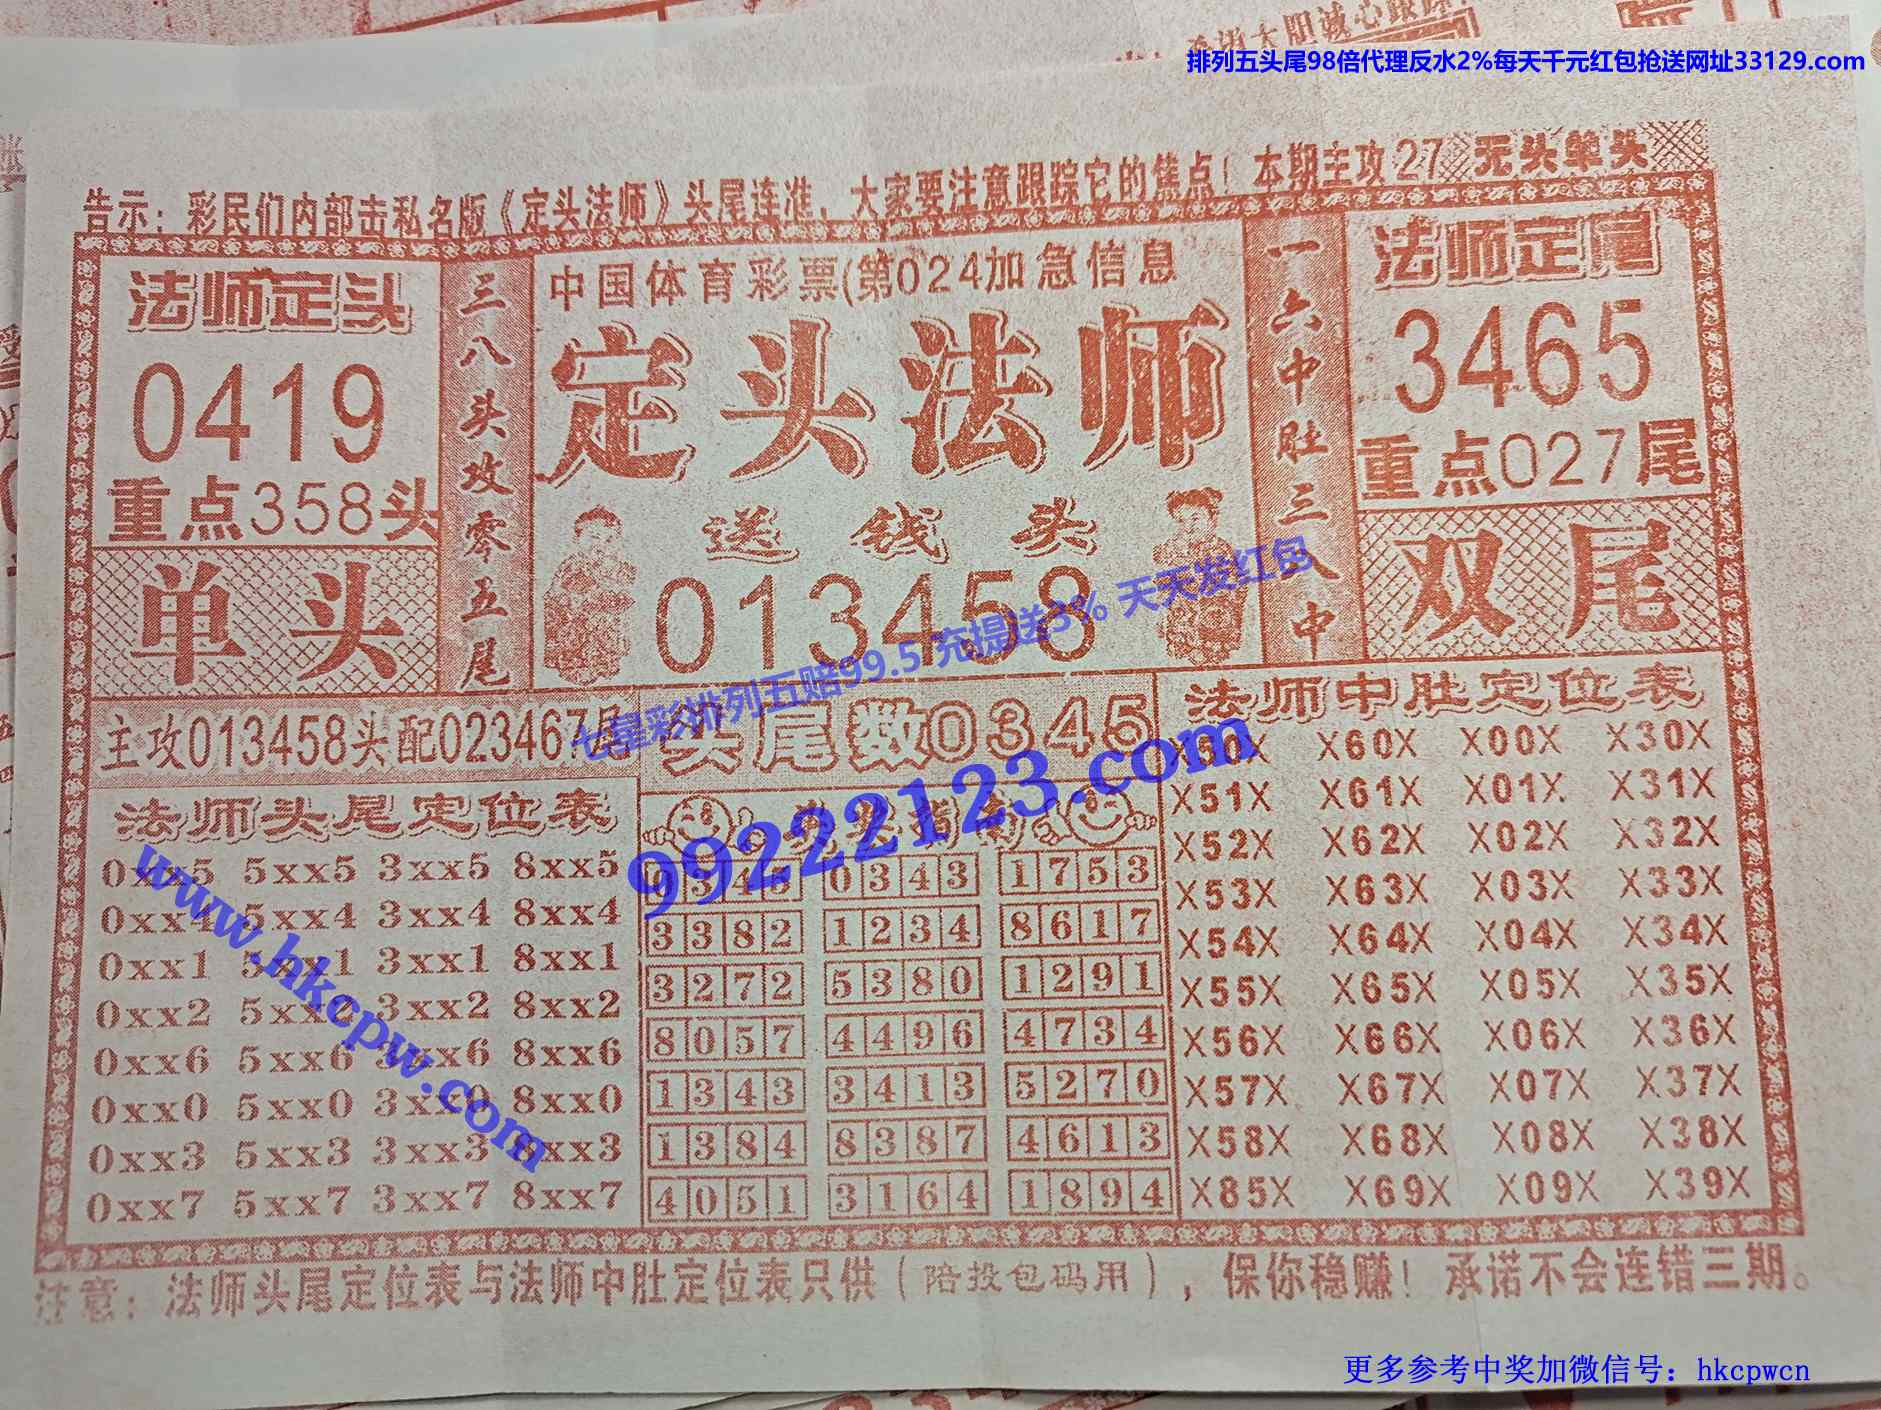 排列五头尾98倍代理反水2%每天千元红包抢送网址33129.com
告示：彩民们内部击私名版《定头法师》头尾连准，大家要注意跟踪它的焦点！本期主攻27 无头单头
法师定头
0419
重点358头
单头
三八头攻零五尾
中国体育彩票(第024加急信息
定头法师
送钱头
013458
一六中肚三八中
法师定尾
3465
重点027尾
双尾
七星彩排列五赔99.5 充提送3% 天天发红包
主攻013458头配023467尾
头尾数0345
法师头尾定位表
0xx5 5xx5 3xx5 8xx5
0xx4 5xx4 3xx4 8xx4
0xx1 5xx1 3xx1 8xx1
0xx2 5xx2 3xx2 8xx2
0xx6 5xx6 3xx6 8xx6
0xx0 5xx0 3xx0 8xx0
0xx3 5xx3 3xx3 8xx3
0xx7 5xx7 3xx7 8xx7
www.hkcpw.com
99222123.com
0345 0343 1753
3382 1234 8617
3272 5380 1291
8057 4496 4734
1343 3413 5270
1384 8387 4613
4051 3164 1894
法师中肚定位表
X50X X60X X00X X30X
X51X X61X X01X X31X
X52X X62X X02X X32X
X53X X63X X03X X33X
X54X X64X X04X X34X
X55X X65X X05X X35X
X56X X66X X06X X36X
X57X X67X X07X X37X
X58X X68X X08X X38X
X85X X69X X09X X39X
注意：法师头尾定位表与法师中肚定位表只供（陪投包码用），保你稳赚！承诺不会连错三期。
更多参考中奖加微信号：hkcpwcn